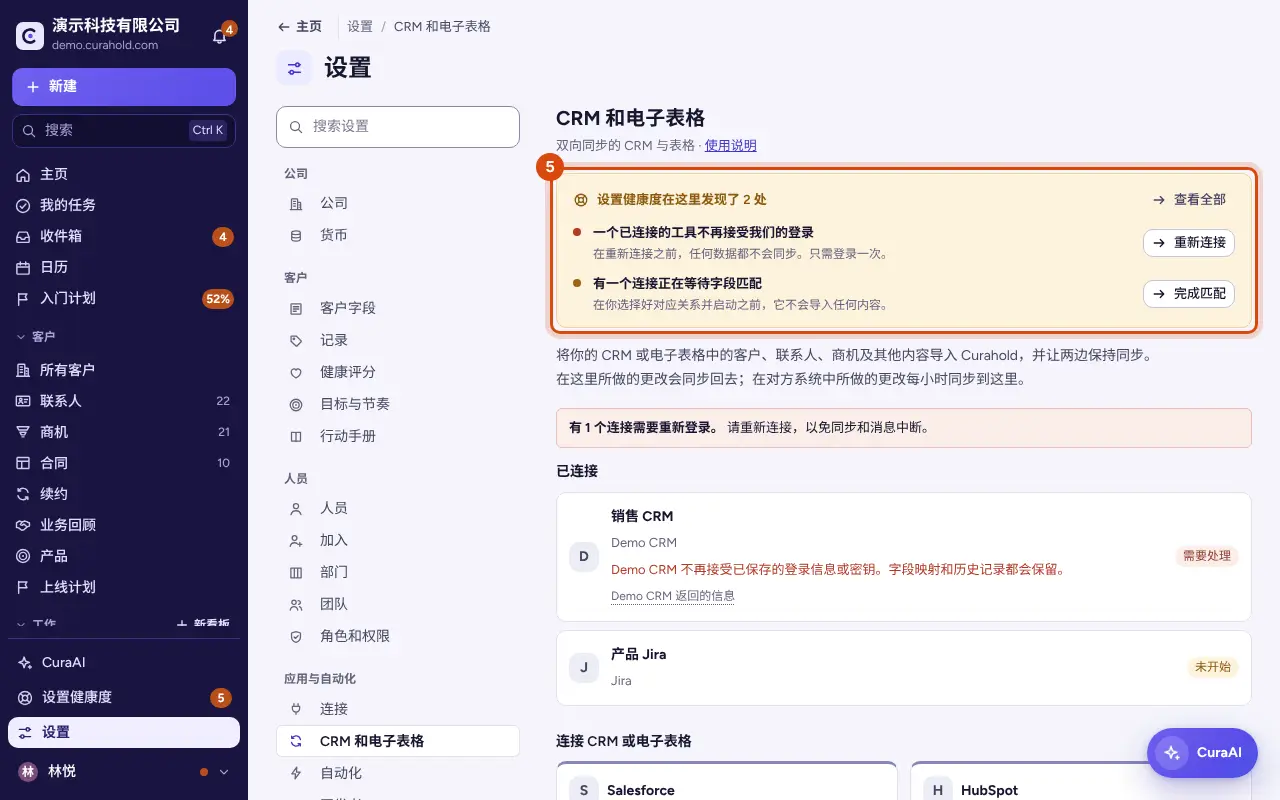 演示科技有限公司
demo.curahold.com
4
新建
搜索
Ctrl K
主页
我的任务
收件箱
4
日历
入门计划
52%
客户
所有客户
联系人
22
商机
21
合同
10
续约
业务回顾
产品
上线计划
工作
新看板
CuraAI
设置健康度
5
设置
林
林悦
主页
设置 / CRM 和电子表格
设置
搜索设置
公司
公司
货币
客户
客户字段
记录
健康评分
目标与节奏
行动手册
人员
人员
加入
部门
团队
角色和权限
应用与自动化
连接
CRM 和电子表格
自动化
CRM 和电子表格
双向同步的 CRM 与表格 · 使用说明
5
设置健康度在这里发现了 2 处
查看全部
一个已连接的工具不再接受我们的登录
在重新连接之前，任何数据都不会同步。只需登录一次。
重新连接
有一个连接正在等待字段匹配
在你选择好对应关系并启动之前，它不会导入任何内容。
完成匹配
将你的 CRM 或电子表格中的客户、联系人、商机及其他内容导入 Curahold，并让两边保持同步。
在这里所做的更改会同步回去；在对方系统中所做的更改每小时同步到这里。
有 1 个连接需要重新登录。 请重新连接，以免同步和消息中断。
已连接
D
销售 CRM
Demo CRM
Demo CRM 不再接受已保存的登录信息或密钥。字段映射和历史记录都会保留。
Demo CRM 返回的信息
需要处理
J
产品 Jira
Jira
未开始
连接 CRM 或电子表格
S
Salesforce
H
HubSpot
CuraAI